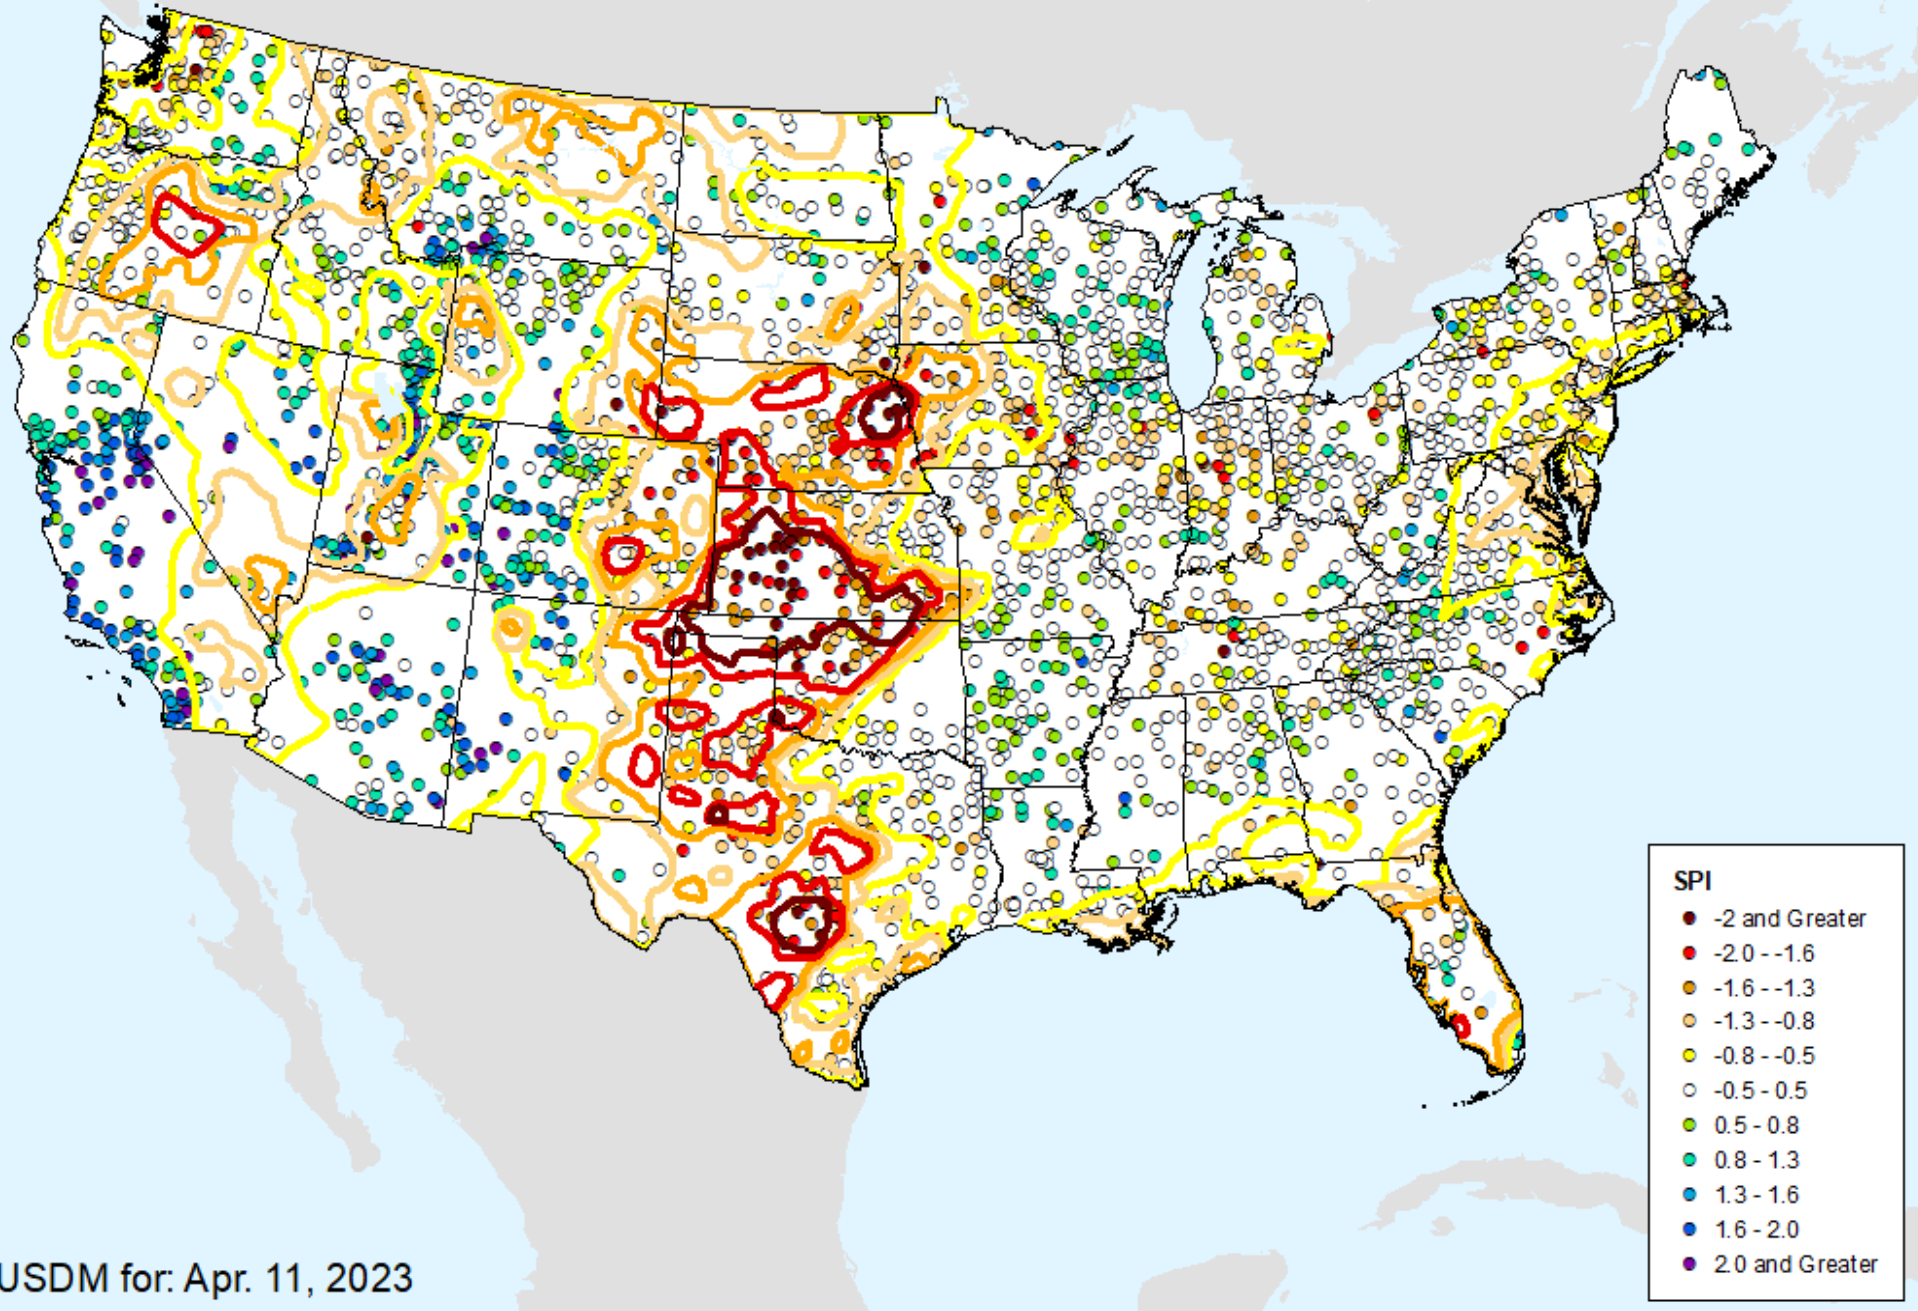 SPI
-2 and Greater
-2.0 - -1.6
-1.6 - -1.3
-1.3 - -0.8
-0.8 - -0.5
-0.5 - 0.5
0.5 - 0.8
0.8 - 1.3
1.3 - 1.6
1.6 - 2.0
2.0 and Greater
USDM for: Apr. 11, 2023